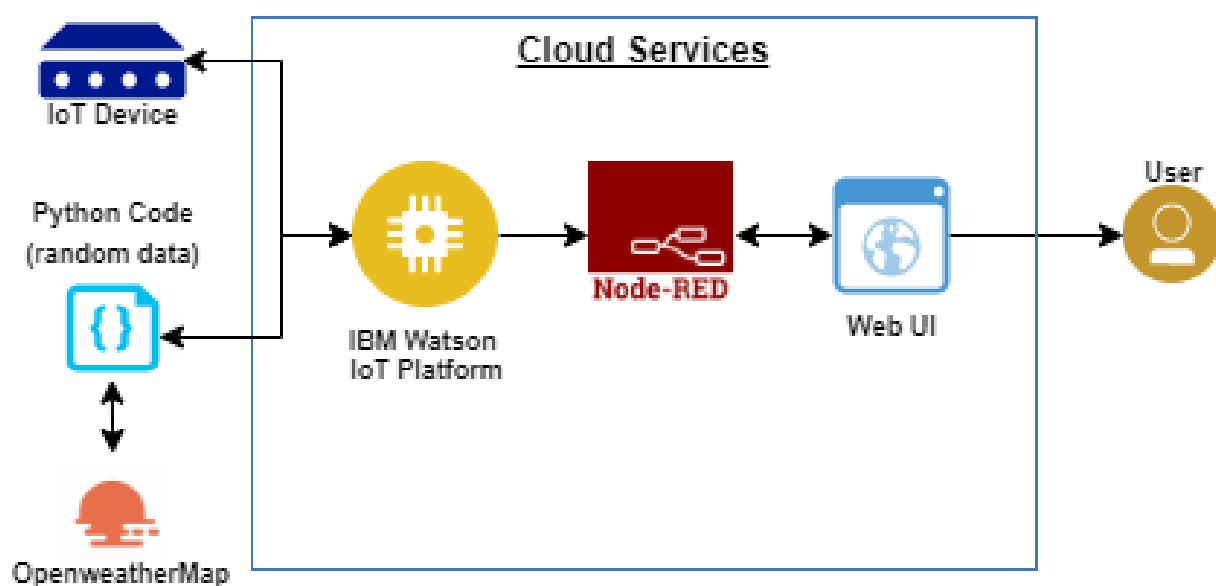 Cloud Services
IoT Device
Python Code
(random data)
OpenweatherMap
IBM Watson
IoT Platform
Node-RED
Web UI
User